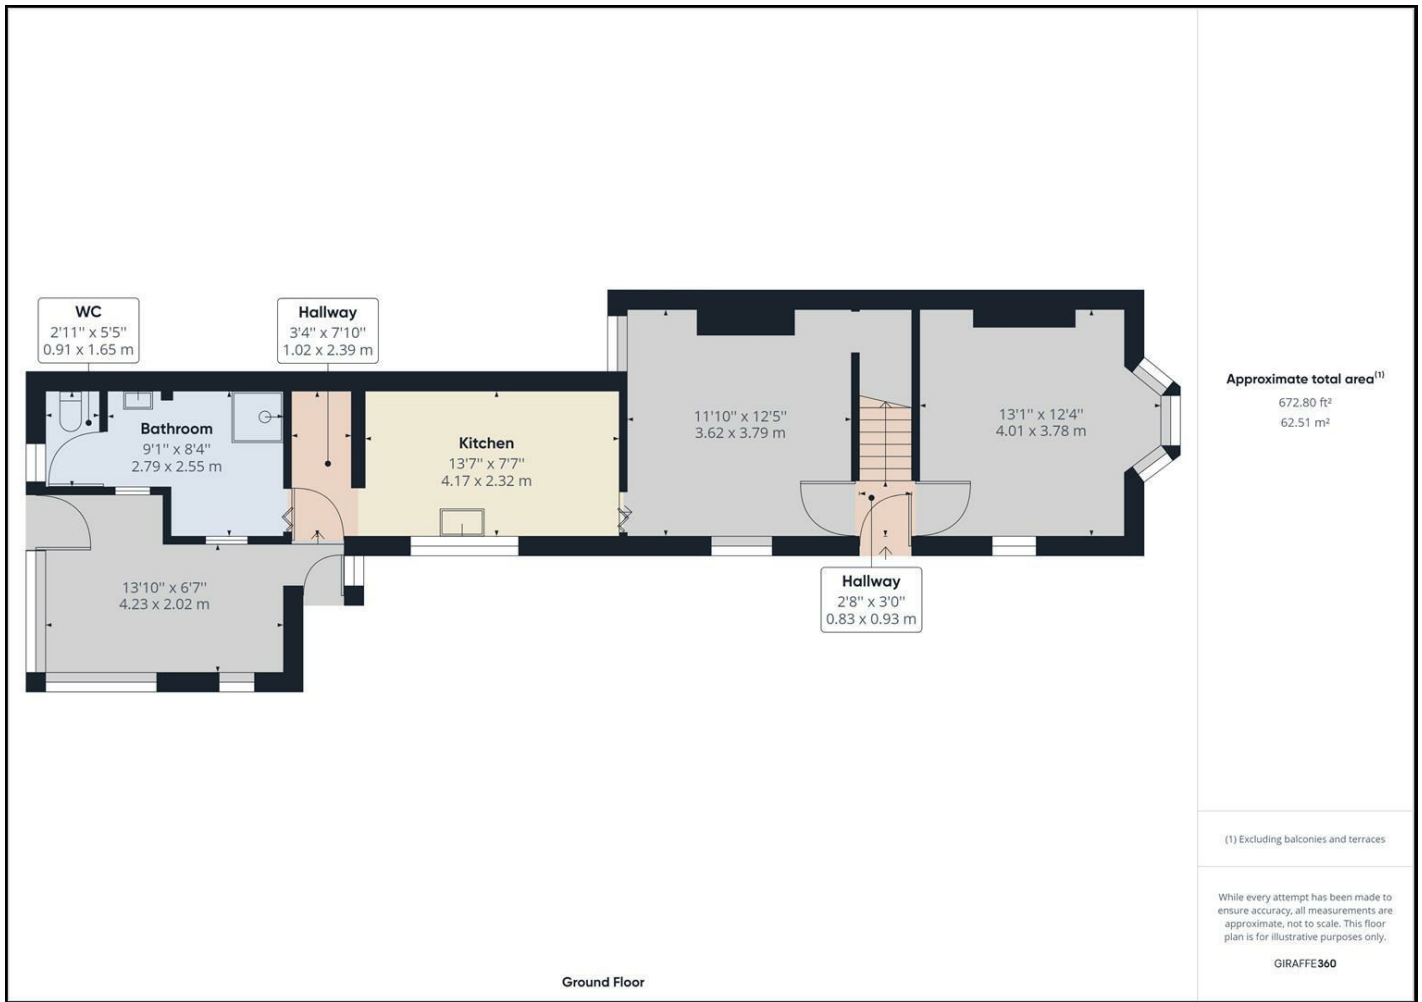 WC
2'11" x 5'5"
0.91 x 1.65 m
Hallway
3'4" x 7'10"
1.02 x 2.39 m
Bathroom
9'1" x 8'4"
2.79 x 2.55 m
Kitchen
13'7" x 7'7"
4.17 x 2.32 m
11'10" x 12'5"
3.62 x 3.79 m
13'1" x 12'4"
4.01 x 3.78 m
13'10" x 6'7"
4.23 x 2.02 m
Hallway
2'8" x 3'0"
0.83 x 0.93 m
Ground Floor
Approximate total area(1)
672.80 ft²
62.51 m²
(1) Excluding balconies and terraces
While every attempt has been made to
ensure accuracy, all measurements are
approximate, not to scale. This floor
plan is for illustrative purposes only.
GIRAFFE360